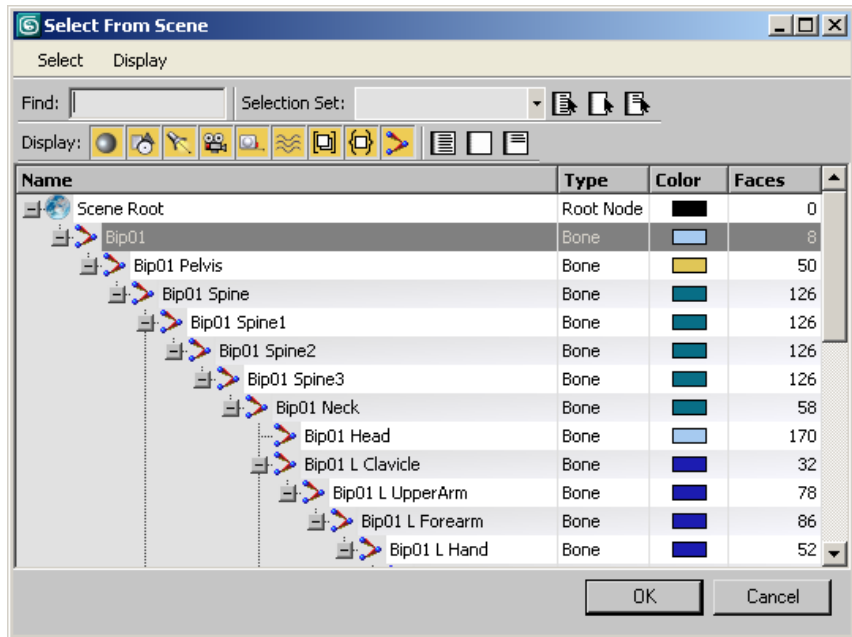 Select From Scene
Select Display
Find: Selection Set:
Display:
Name Type Color Faces
Scene Root Root Node 0
Bip01 Bone 8
Bip01 Pelvis Bone 50
Bip01 Spine Bone 126
Bip01 Spine1 Bone 126
Bip01 Spine2 Bone 126
Bip01 Spine3 Bone 126
Bip01 Neck Bone 58
Bip01 Head Bone 170
Bip01 L Clavicle Bone 32
Bip01 L UpperArm Bone 78
Bip01 L Forearm Bone 86
Bip01 L Hand Bone 52
OK Cancel